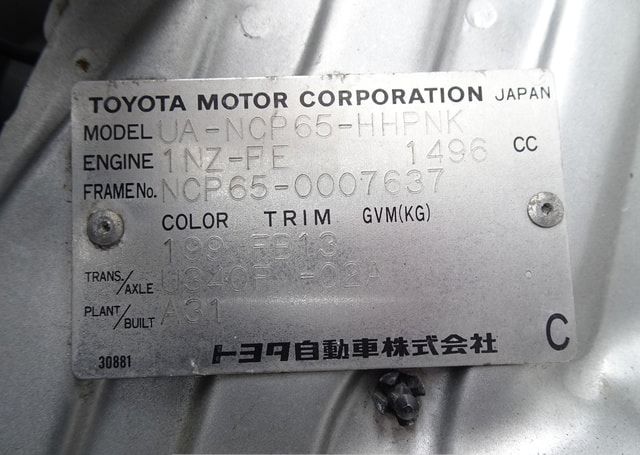 TOYOTA MOTOR CORPORATION JAPAN
MODEL UA-NCP65-HHPNK
ENGINE 1NZ-FE 1496 CC
FRAME No. NCP65-0007637
COLOR TRIM GVM(KG)
199 FB13
TRANS./AXLE U340F -02A
PLANT/BUILT A31
30881 トヨタ自動車株式会社 C